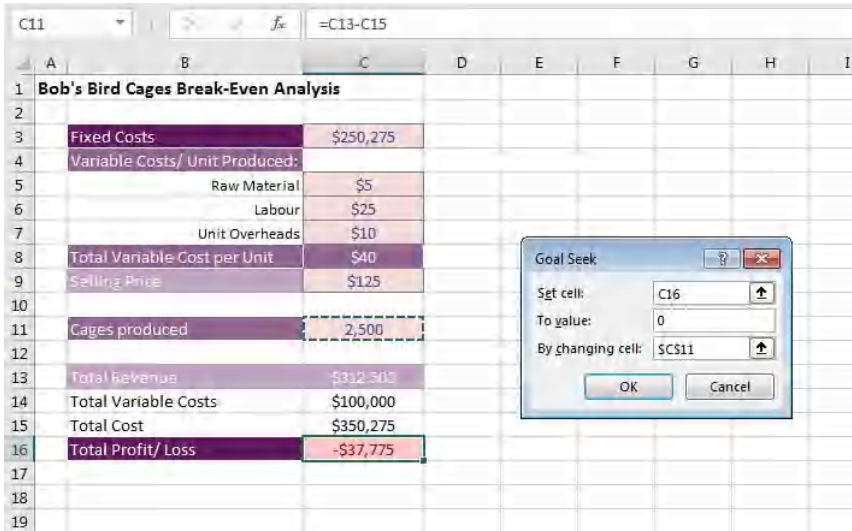 C11 fx =C13-C15
A B C D E F G H I
1 Bob's Bird Cages Break-Even Analysis
2
3 Fixed Costs $250,275
4 Variable Costs/ Unit Produced:
5 Raw Material $5
6 Labour $25
7 Unit Overheads $10
8 Total Variable Cost per Unit $40
9 Selling Price $125
10
11 Cages produced 2,500
12
13 Total Revenue $312,500
14 Total Variable Costs $100,000
15 Total Cost $350,275
16 Total Profit/ Loss -$37,775
17
18
19
Goal Seek ?
Set cell: C16
To value: 0
By changing cell: $C$11
OK Cancel